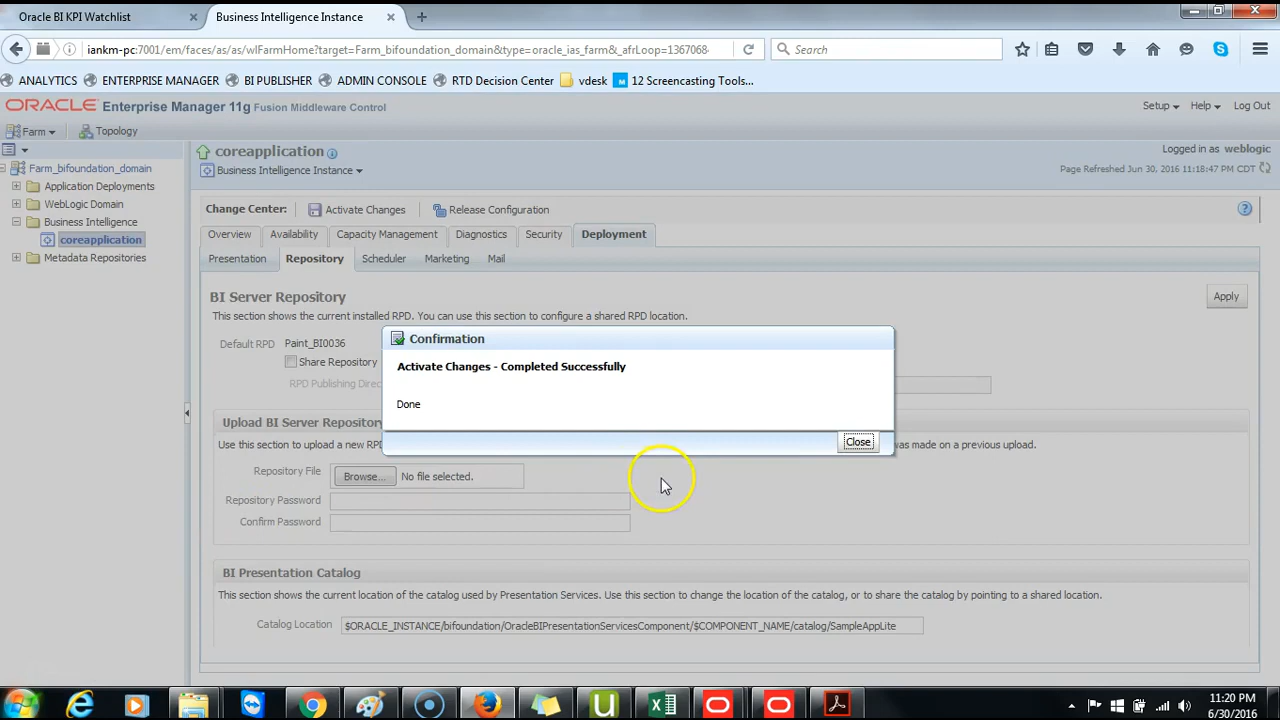 Oracle BI KPI Watchlist × Business Intelligence Instance × +
iankm-pc:7001/em/faces/as/as/wlFarmHome?target=Farm_bifoundation_domain&type=oracle_ias_farm&_afrLoop=1367068 Search
ANALYTICS ENTERPRISE MANAGER BI PUBLISHER ADMIN CONSOLE RTD Decision Center vdesk M 12 Screencasting Tools...
ORACLE Enterprise Manager 11g Fusion Middleware Control Setup Help Log Out
Farm Topology
coreapplication Logged in as weblogic
Business Intelligence Instance Page Refreshed Jun 30, 2016 11:18:47 PM CDT
Farm_bifoundation_domain
Application Deployments
WebLogic Domain
Business Intelligence
coreapplication
Metadata Repositories
Change Center: Activate Changes Release Configuration
Overview Availability Capacity Management Diagnostics Security Deployment
Presentation Repository Scheduler Marketing Mail
BI Server Repository Apply
This section shows the current installed RPD. You can use this section to configure a shared RPD location.
Default RPD Paint_BI0036
Share Repository
RPD Publishing Direc
Confirmation
Activate Changes - Completed Successfully
Done
Close
Upload BI Server Repositor
Use this section to upload a new RPD was made on a previous upload.
Repository File Browse... No file selected.
Repository Password
Confirm Password
BI Presentation Catalog
This section shows the current location of the catalog used by Presentation Services. Use this section to change the location of the catalog, or to share the catalog by pointing to a shared location.
Catalog Location $ORACLE_INSTANCE/bifoundation/OracleBIPresentationServicesComponent/$COMPONENT_NAME/catalog/SampleAppLite
11:20 PM
6/30/2016